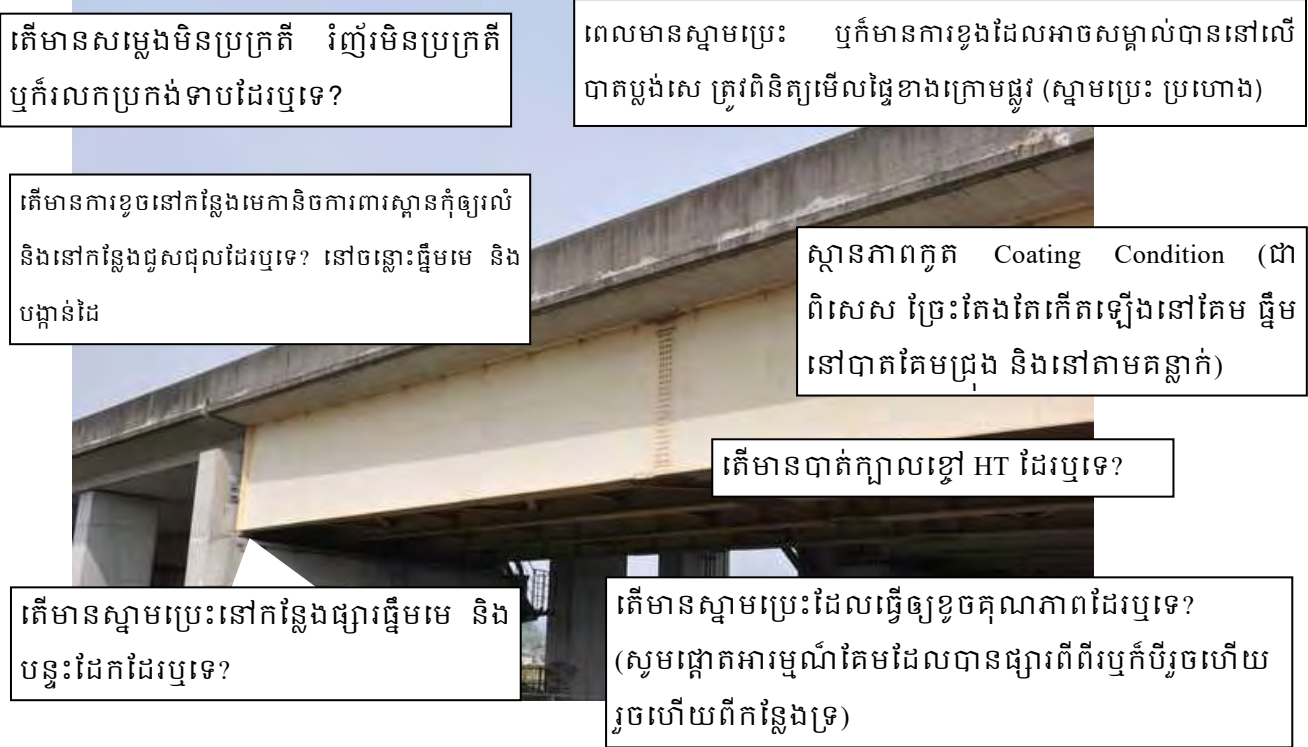 តើមានសម្លេងមិនប្រក្រតី រំញ័រមិនប្រក្រតី
ឬក៏រលកប្រកង់ទាបដែរឬទេ?
ពេលមានស្នាមប្រេះ ឬក៏មានការខូងដែលអាចសម្គាល់បាននៅលើ
បាតប្លង់សេ ត្រូវពិនិត្យមើលផ្ទៃខាងក្រោមផ្លូវ (ស្នាមប្រេះ ប្រហោង)
តើមានការខូចនៅកន្លែងមេកានិចការពារស្ពានកុំឲ្យរលំ
និងនៅកន្លែងជួសជុលដែរឬទេ? នៅចន្លោះធ្នឹមមេ និង
បង្កាន់ដៃ
ស្ថានភាពកូត Coating Condition (ជា
ពិសេស ច្រែះតែងតែកើតឡើងនៅគែម ធ្នឹម
នៅបាតគែមជ្រុង និងនៅតាមគន្លាក់)
តើមានបាត់ក្បាលខ្ចៅ HT ដែរឬទេ?
តើមានស្នាមប្រេះនៅកន្លែងផ្សារធ្នឹមមេ និង
បន្ទះដែកដែរឬទេ?
តើមានស្នាមប្រេះដែលធ្វើឲ្យខូចគុណភាពដែរឬទេ?
(សូមផ្តោតអារម្មណ៍គែមដែលបានផ្សារពីពីរឬក៏បីរួចហើយ
រួចហើយពីកន្លែងទ្រ)